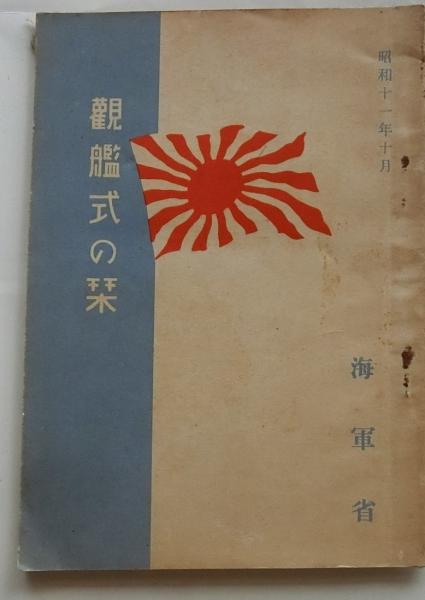 昭和十一年十月
觀艦式の栞
海軍省